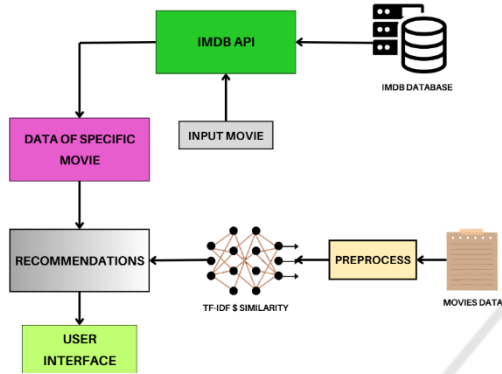 IMDB API
IMDB DATABASE
INPUT MOVIE
DATA OF SPECIFIC
MOVIE
RECOMMENDATIONS
TF-IDF $ SIMILARITY
PREPROCESS
MOVIES DATA
USER
INTERFACE